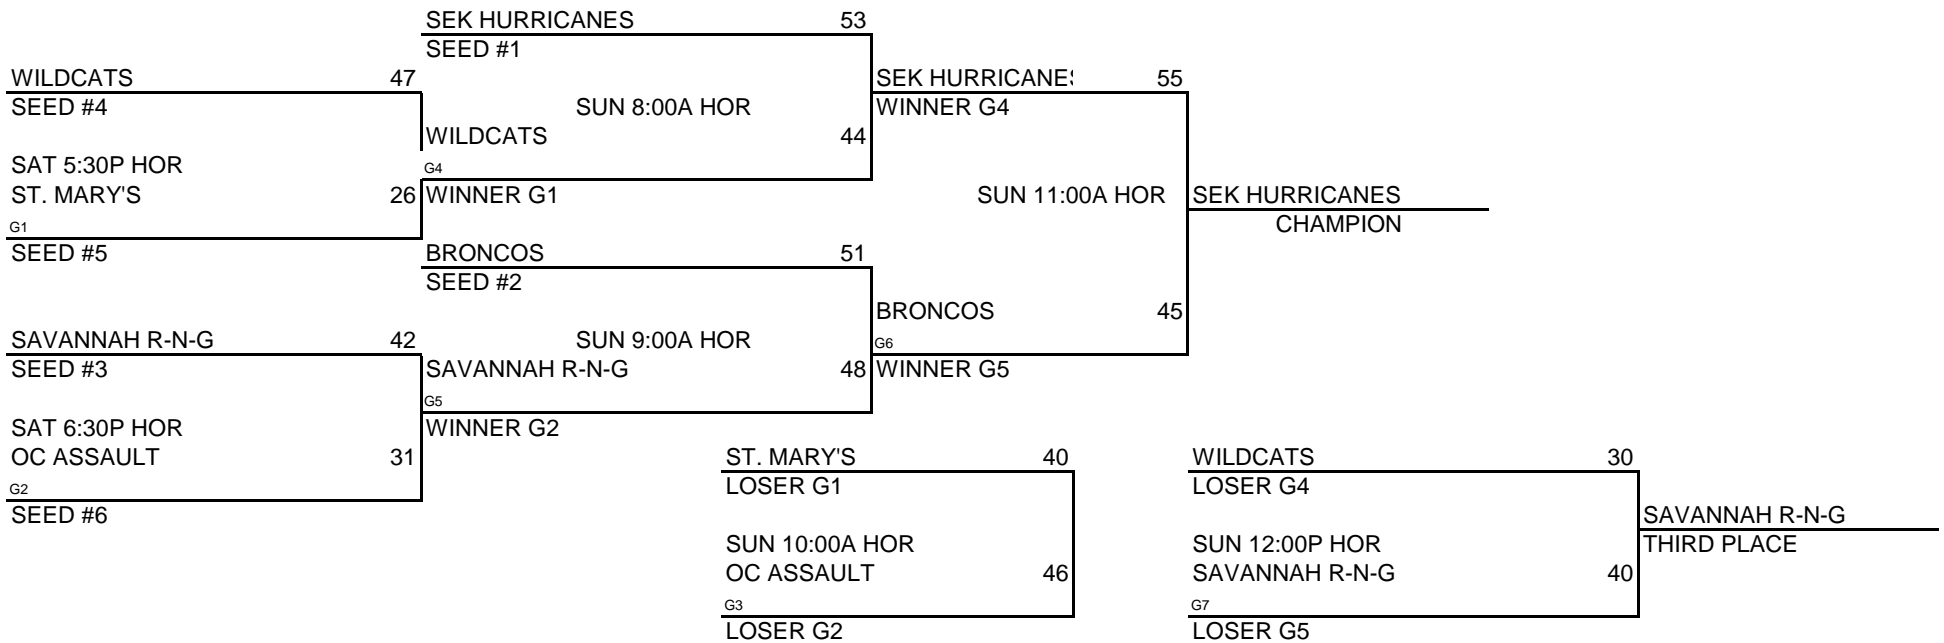 SEK HURRICANES 53
SEED #1
WILDCATS 47
SEK HURRICANES 55
SEED #4
SUN 8:00A HOR
WINNER G4
WILDCATS 44
SAT 5:30P HOR
G4
ST. MARY'S 26
WINNER G1
SUN 11:00A HOR
SEK HURRICANES
G1
CHAMPION
SEED #5
BRONCOS 51
SEED #2
BRONCOS 45
SAVANNAH R-N-G 42
SUN 9:00A HOR
G6
SEED #3
SAVANNAH R-N-G 48
WINNER G5
G5
SAT 6:30P HOR
WINNER G2
OC ASSAULT 31
ST. MARY'S 40
WILDCATS 30
G2
LOSER G1
LOSER G4
SEED #6
SAVANNAH R-N-G
SUN 10:00A HOR
SUN 12:00P HOR
THIRD PLACE
OC ASSAULT 46
SAVANNAH R-N-G 40
G3
G7
LOSER G2
LOSER G5